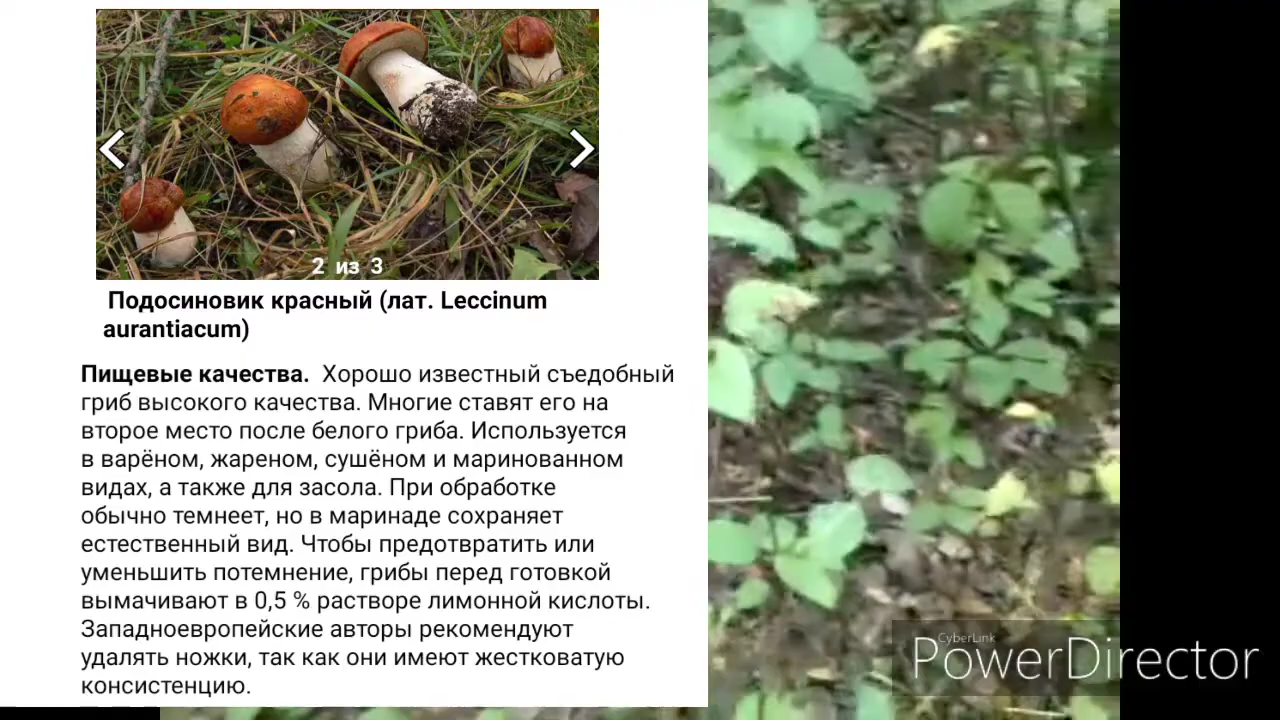 2 из 3
Подосиновик красный (лат. Leccinum
aurantiacum)
Пищевые качества. Хорошо известный съедобный
гриб высокого качества. Многие ставят его на
второе место после белого гриба. Используется
в варёном, жареном, сушёном и маринованном
видах, а также для засола. При обработке
обычно темнеет, но в маринаде сохраняет
естественный вид. Чтобы предотвратить или
уменьшить потемнение, грибы перед готовкой
вымачивают в 0,5 % растворе лимонной кислоты.
Западноевропейские авторы рекомендуют
удалять ножки, так как они имеют жестковатую
консистенцию.
CyberLink
PowerDirector